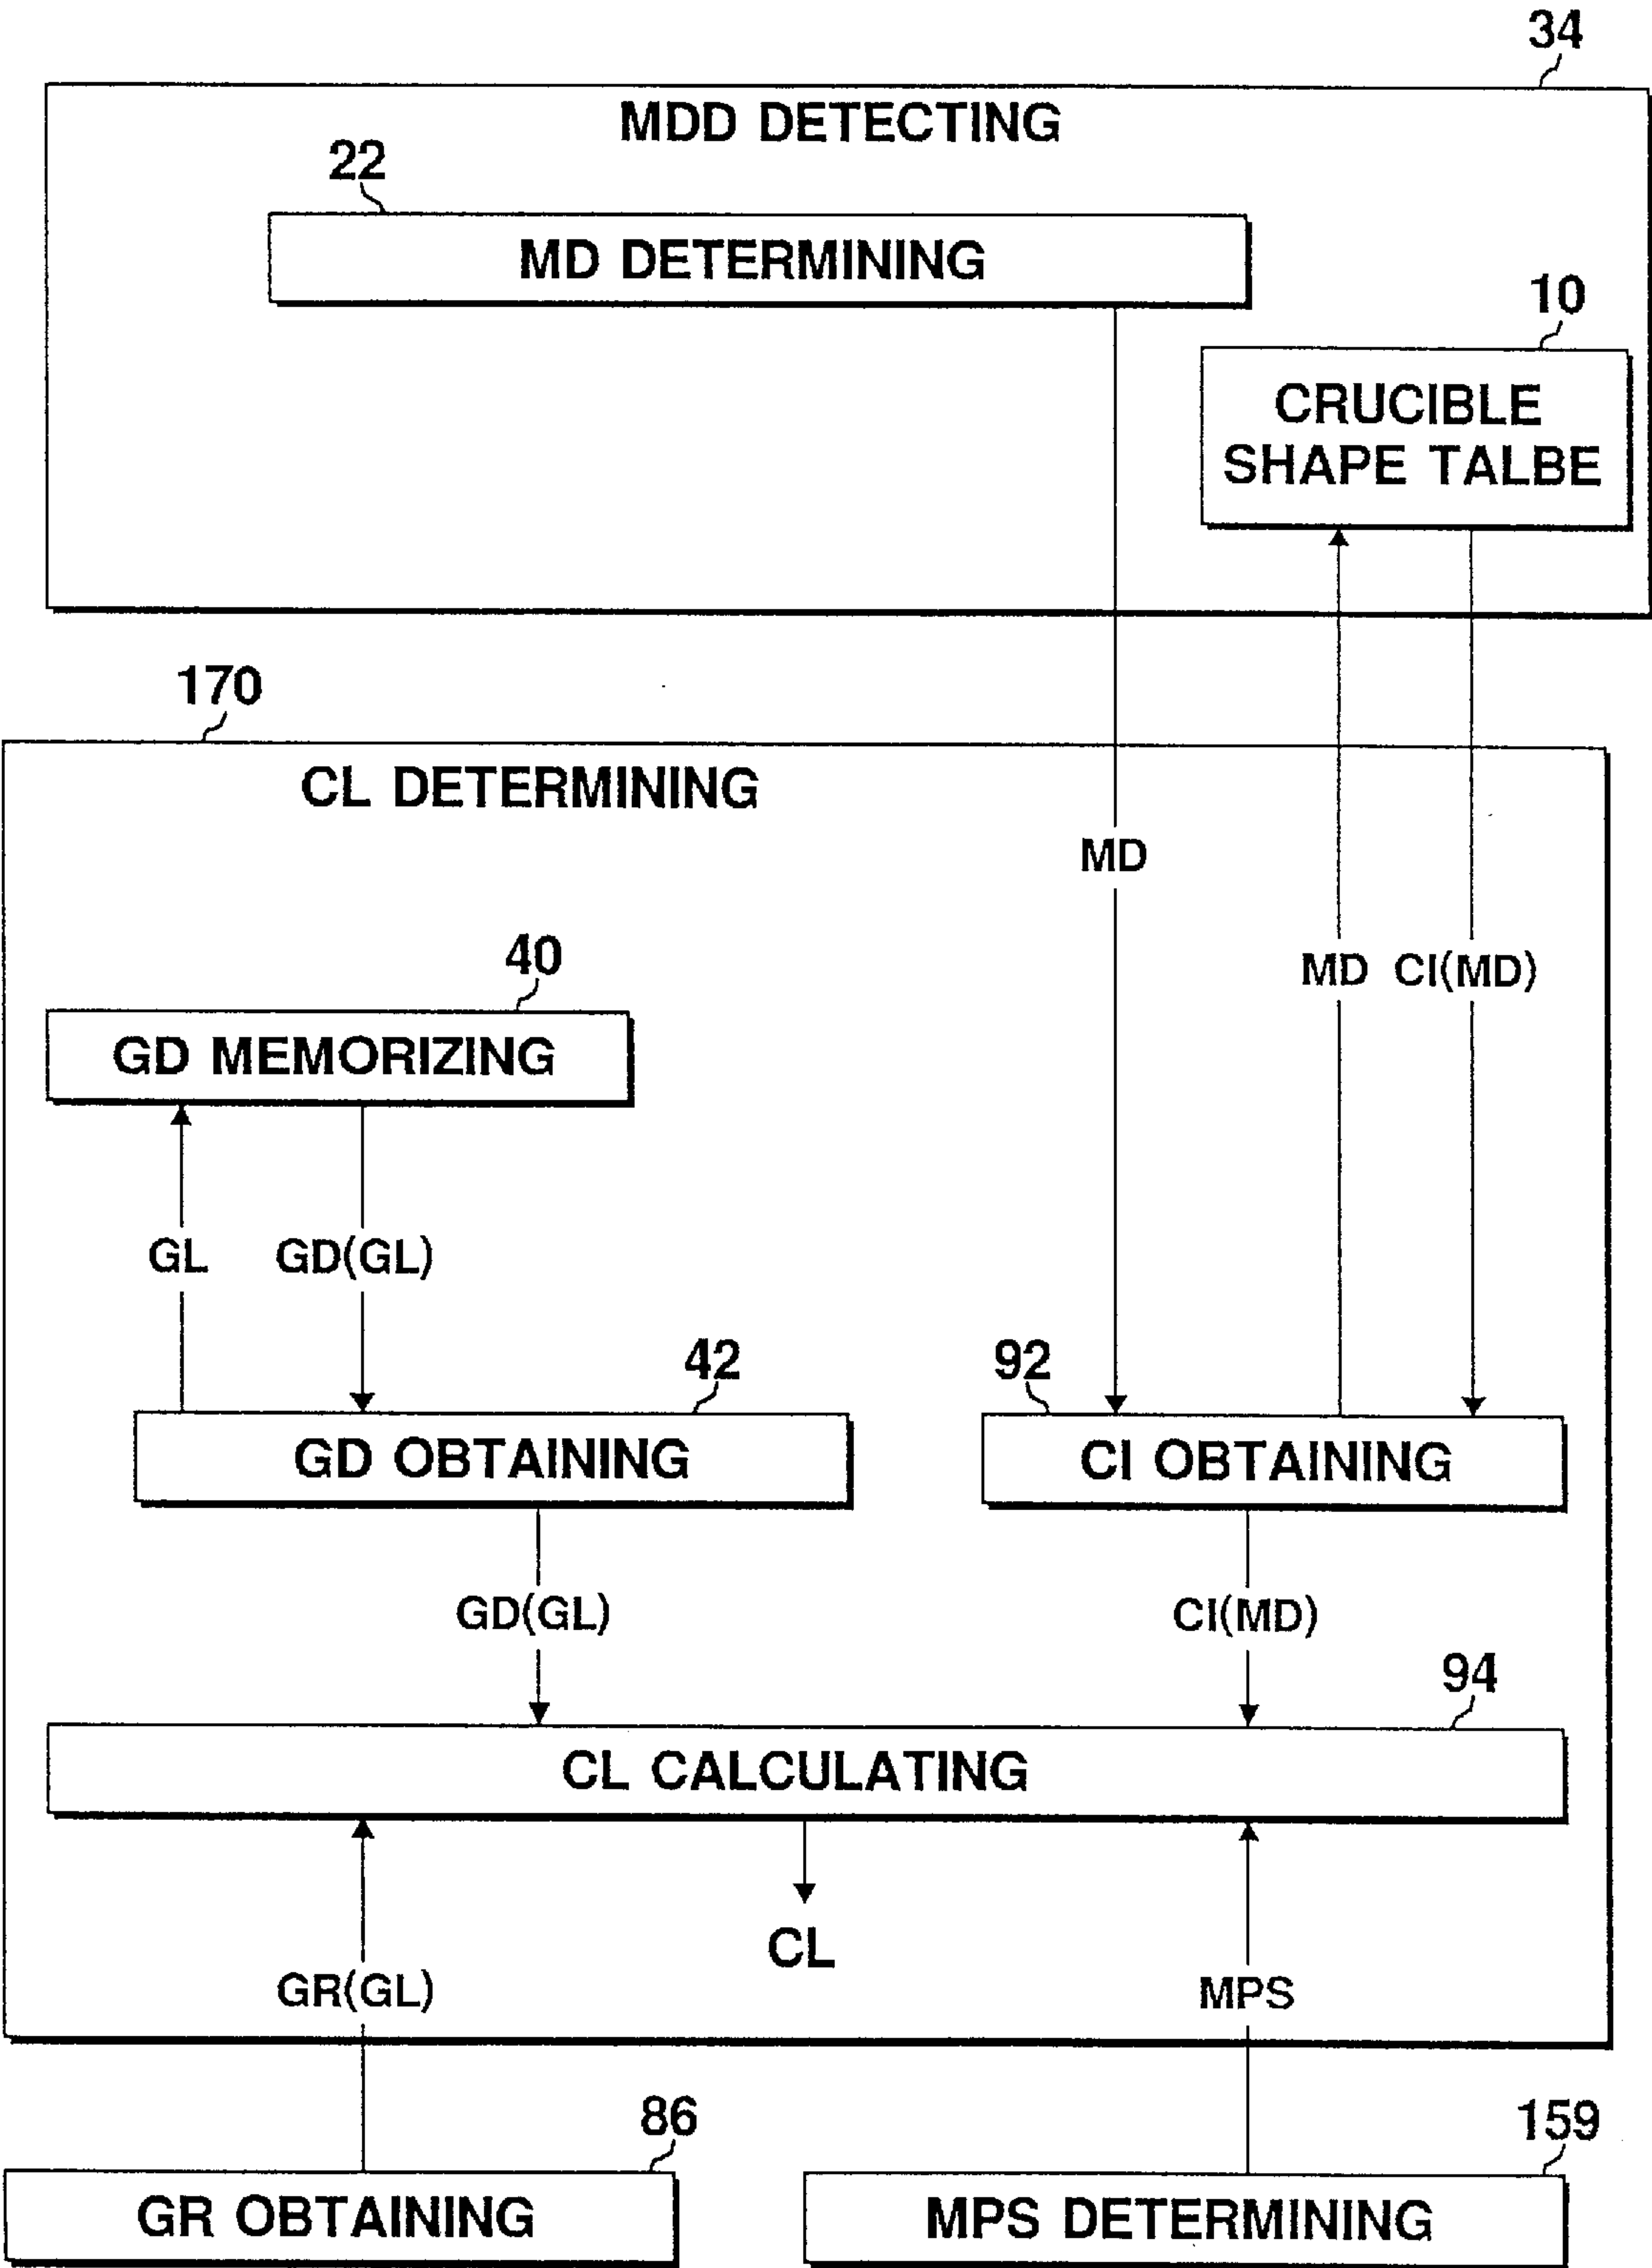 34
MDD DETECTING
22
MD DETERMINING
10
CRUCIBLE
SHAPE TALBE
170
CL DETERMINING
MD
40
MD CI(MD)
GD MEMORIZING
GL GD(GL)
42
92
GD OBTAINING
CI OBTAINING
GD(GL)
CI(MD)
94
CL CALCULATING
CL
GR(GL)
MPS
86
159
GR OBTAINING
MPS DETERMINING